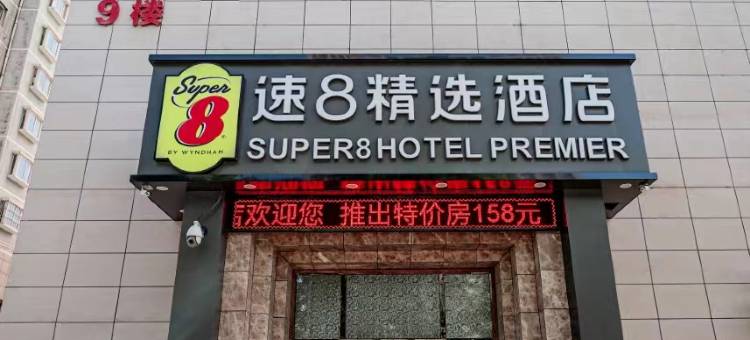 9楼
Super
8
BY WYNDHAM
速8精选酒店
SUPER8 HOTEL PREMIER
店欢迎您 推出特价房158元